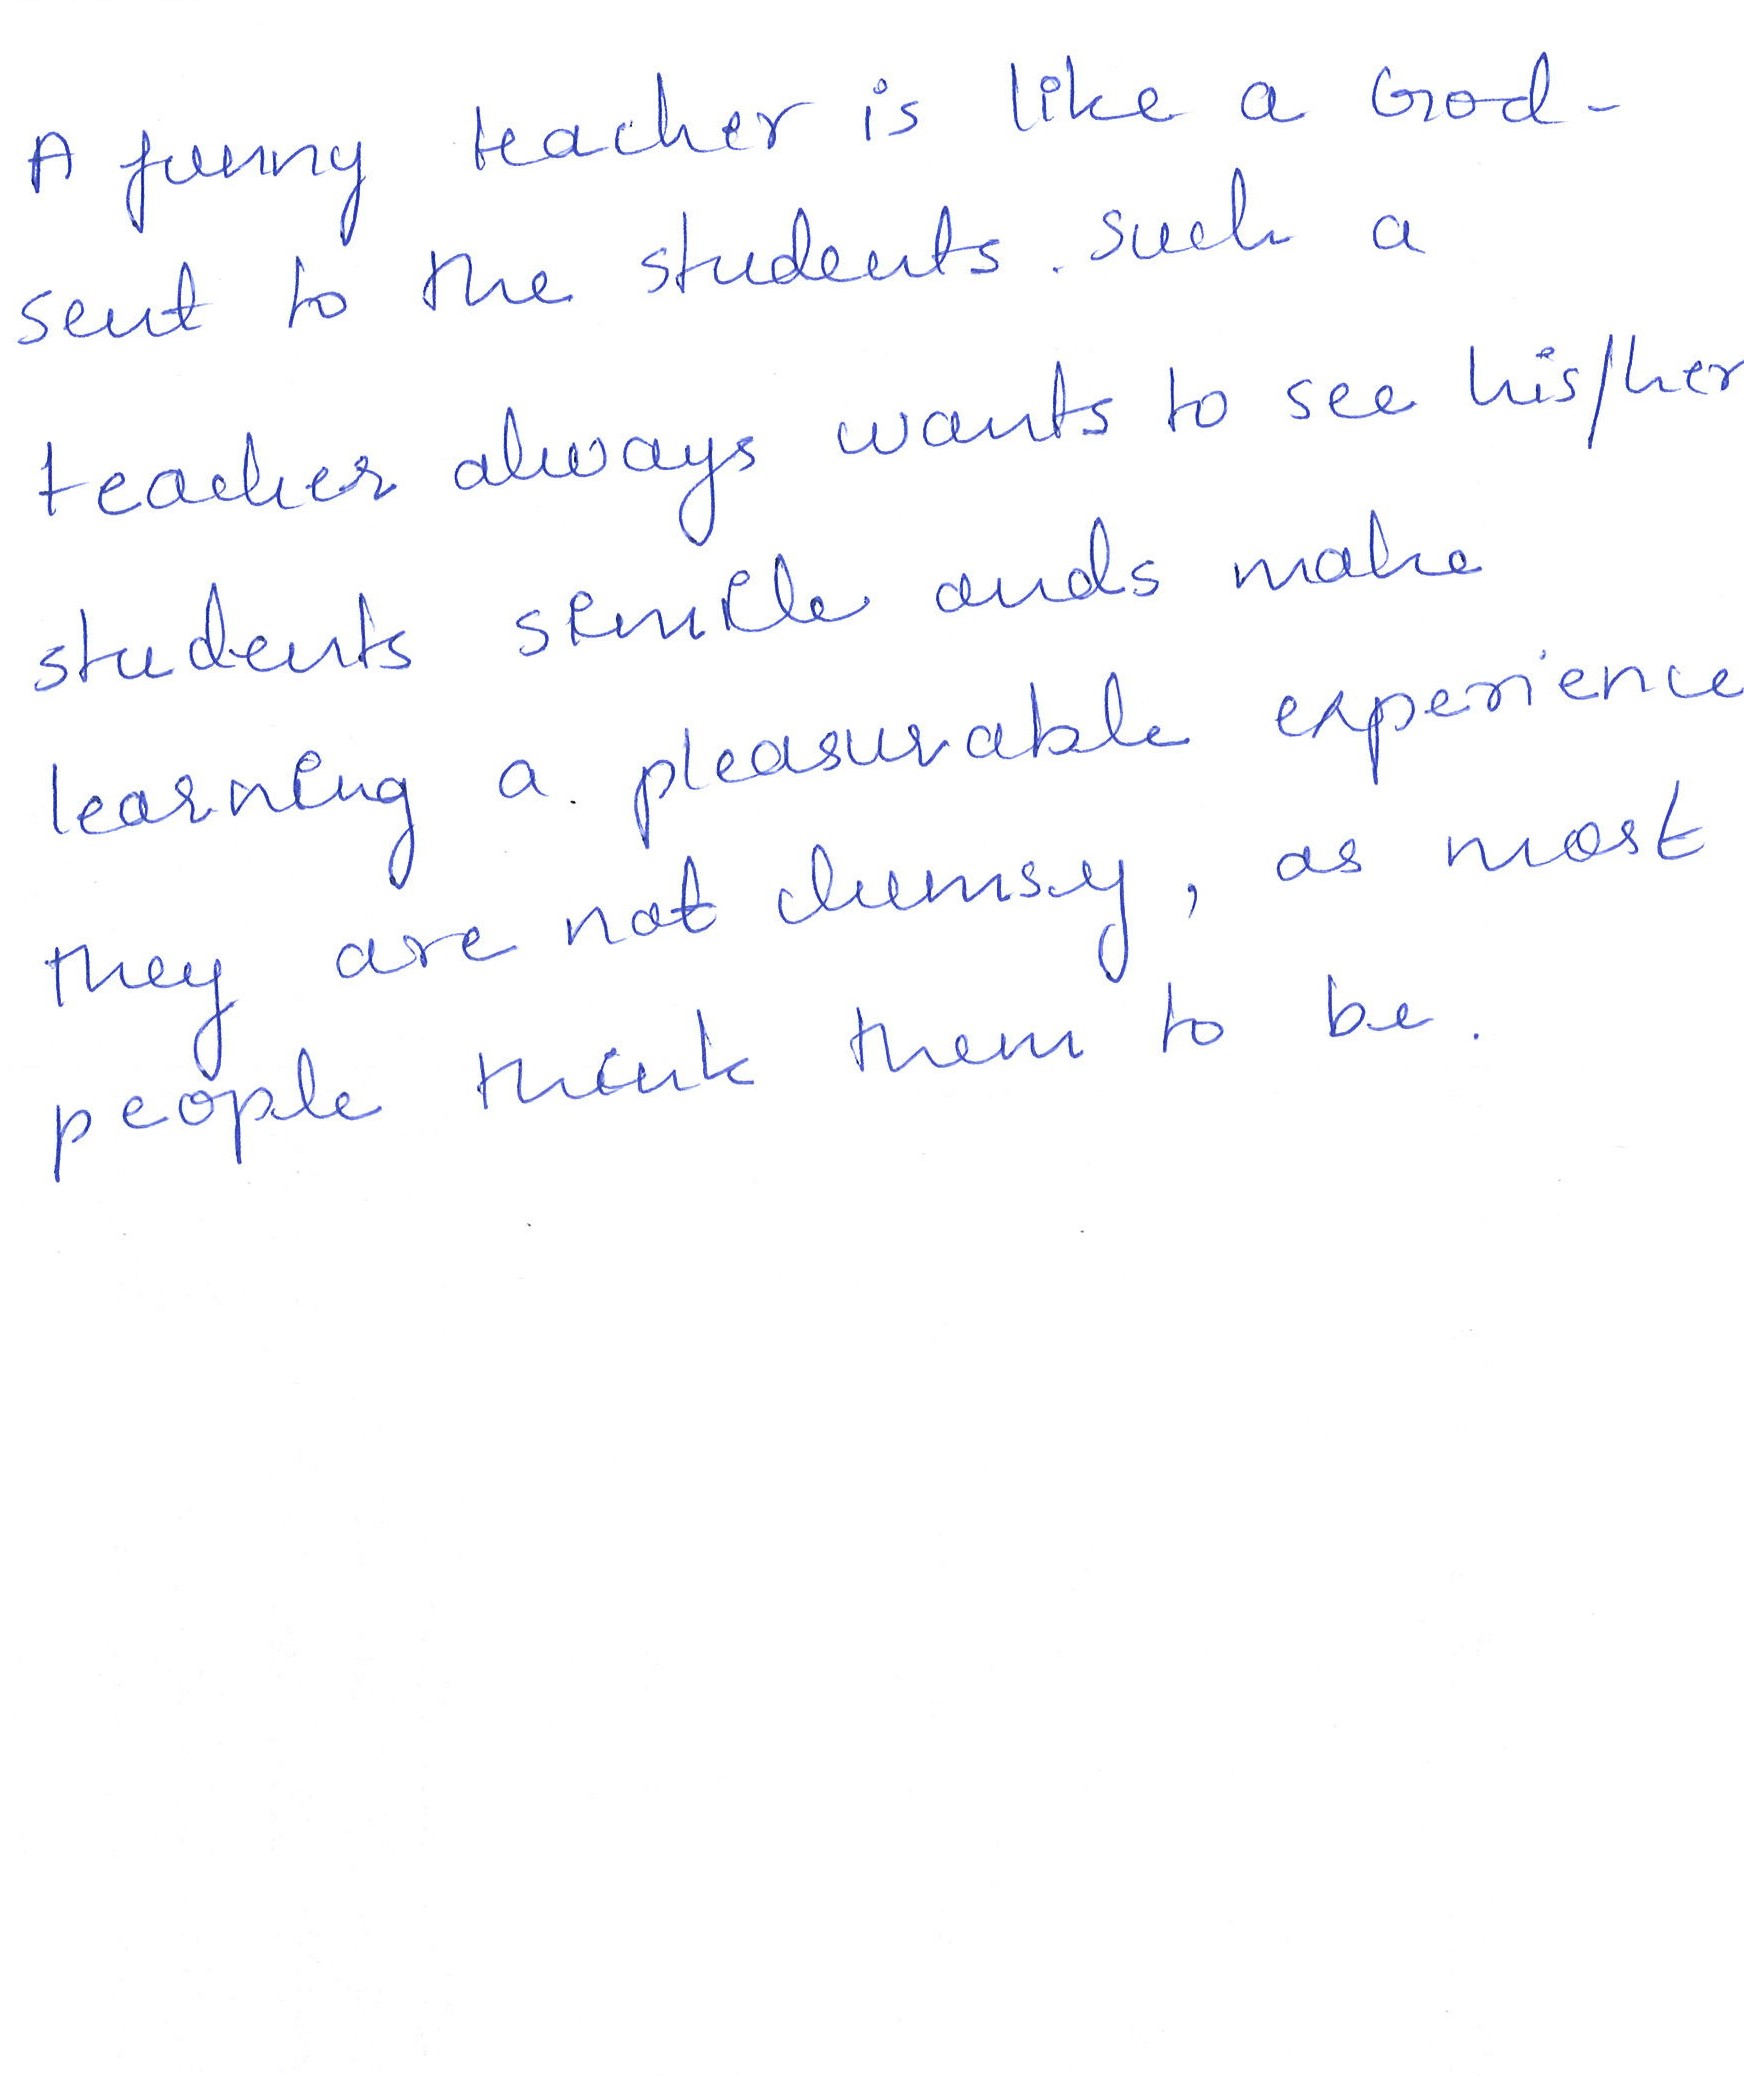 A funny teacher is like a God-
sent to the students. such a
teacher always wants to see his/her
students simile ands make
learning a pleasurable experience
they are not clumsy, as most
people think them to be.